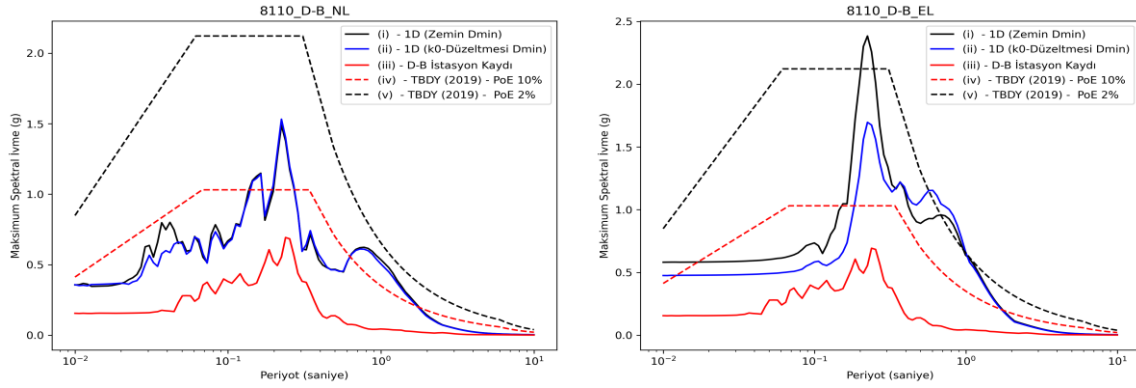 8110_D-B_NL
(i) - 1D (Zemin Dmin)
(ii) - 1D (k0-Düzeltmesi Dmin)
(iii) - D-B İstasyon Kaydı
(iv) - TBDY (2019) - PoE 10%
(v) - TBDY (2019) - PoE 2%
Maksimum Spektral İvme (g)
2.0
1.5
1.0
0.5
0.0
10⁻²
10⁻¹
10⁰
10¹
Periyot (saniye)
8110_D-B_EL
(i) - 1D (Zemin Dmin)
(ii) - 1D (k0-Düzeltmesi Dmin)
(iii) - D-B İstasyon Kaydı
(iv) - TBDY (2019) - PoE 10%
(v) - TBDY (2019) - PoE 2%
Maksimum Spektral İvme (g)
2.5
2.0
1.5
1.0
0.5
0.0
10⁻²
10⁻¹
10⁰
10¹
Periyot (saniye)